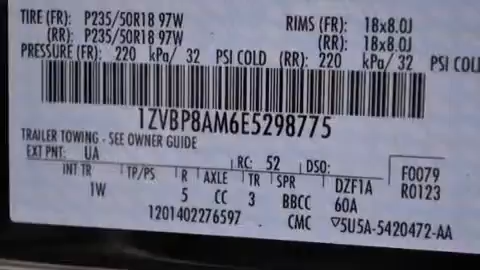 TIRE (FR): P235/50R18 97W RIMS (FR): 18x8.0J
(RR): P235/50R18 97W (RR): 18x8.0J
PRESSURE (FR): 220 kPa/ 32 PSI COLD (RR): 220 kPa/ 32 PSI COL
1ZVBP8AM6E5298775
TRAILER TOWING - SEE OWNER GUIDE
EXT PNT: UA RC: 52 DSO: F0079
INT TR TP/PS R AXLE TR SPR DZF1A R0123
1W 5 CC 3 BBCC 60A
1201402276597 CMC ▽5U5A-5420472-AA